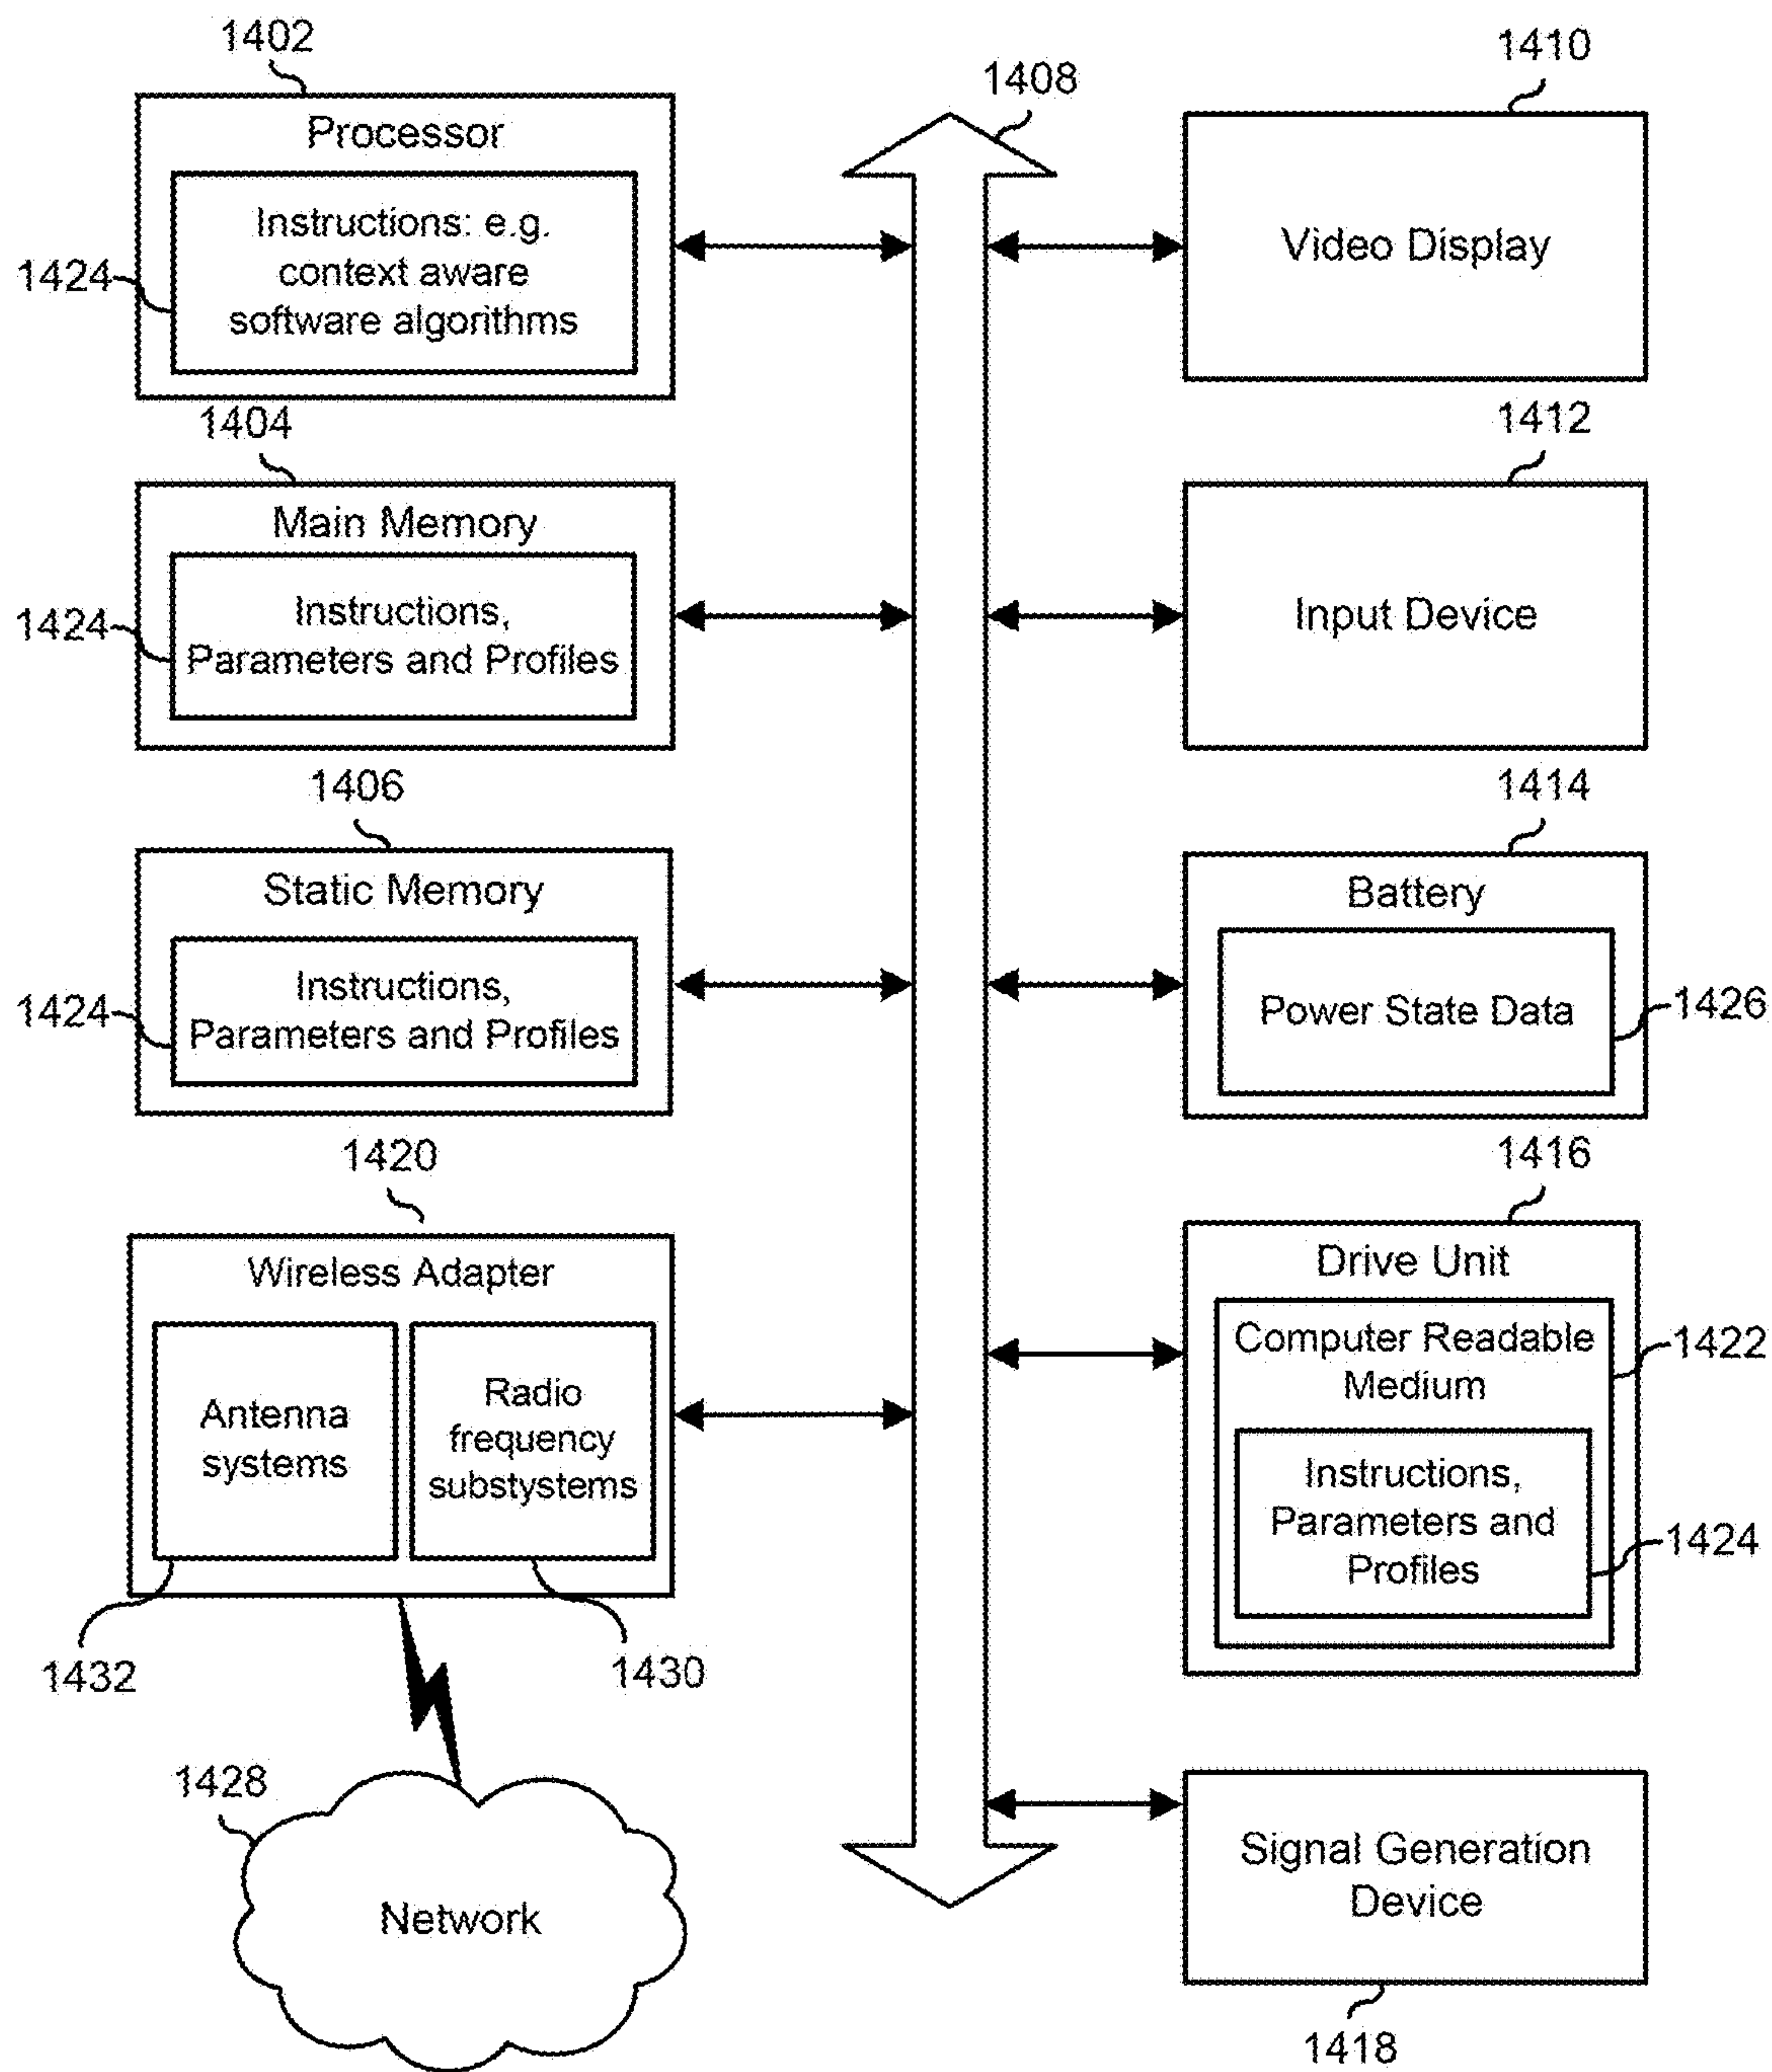 1402
Processor
Instructions: e.g.
context aware
software algorithms
1424
1404
Main Memory
Instructions,
Parameters and Profiles
1424
1406
Static Memory
Instructions,
Parameters and Profiles
1424
1420
Wireless Adapter
Antenna
systems
Radio
frequency
substystems
1432
1430
1428
Network
1408
1410
Video Display
1412
Input Device
1414
Battery
Power State Data
1426
1416
Drive Unit
Computer Readable
Medium
1422
Instructions,
Parameters and
Profiles
1424
Signal Generation
Device
1418